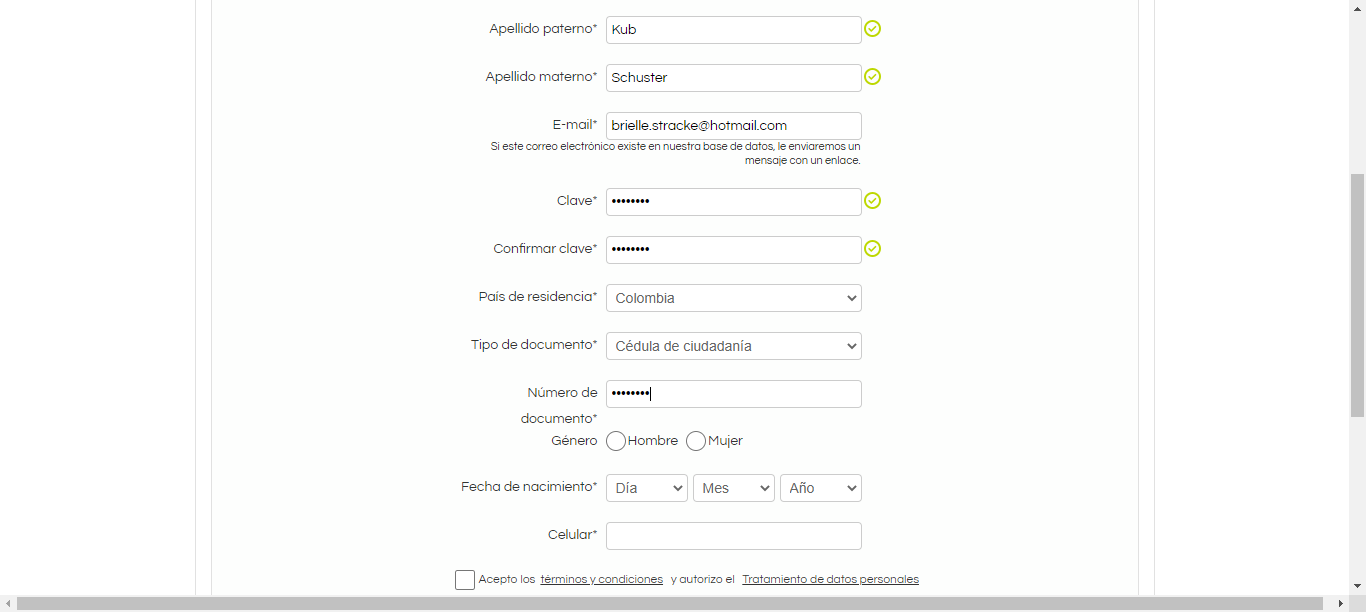 Apellido paterno* Kub
Apellido materno* Schuster
E-mail* brielle.stracke@hotmail.com
Si este correo electrónico existe en nuestra base de datos, le enviaremos un
mensaje con un enlace.
Clave* ••••••••
Confirmar clave* ••••••••
País de residencia* Colombia
Tipo de documento* Cédula de ciudadanía
Número de ••••••••
documento*
Género Hombre Mujer
Fecha de nacimiento* Día Mes Año
Celular*
Acepto los términos y condiciones y autorizo el Tratamiento de datos personales